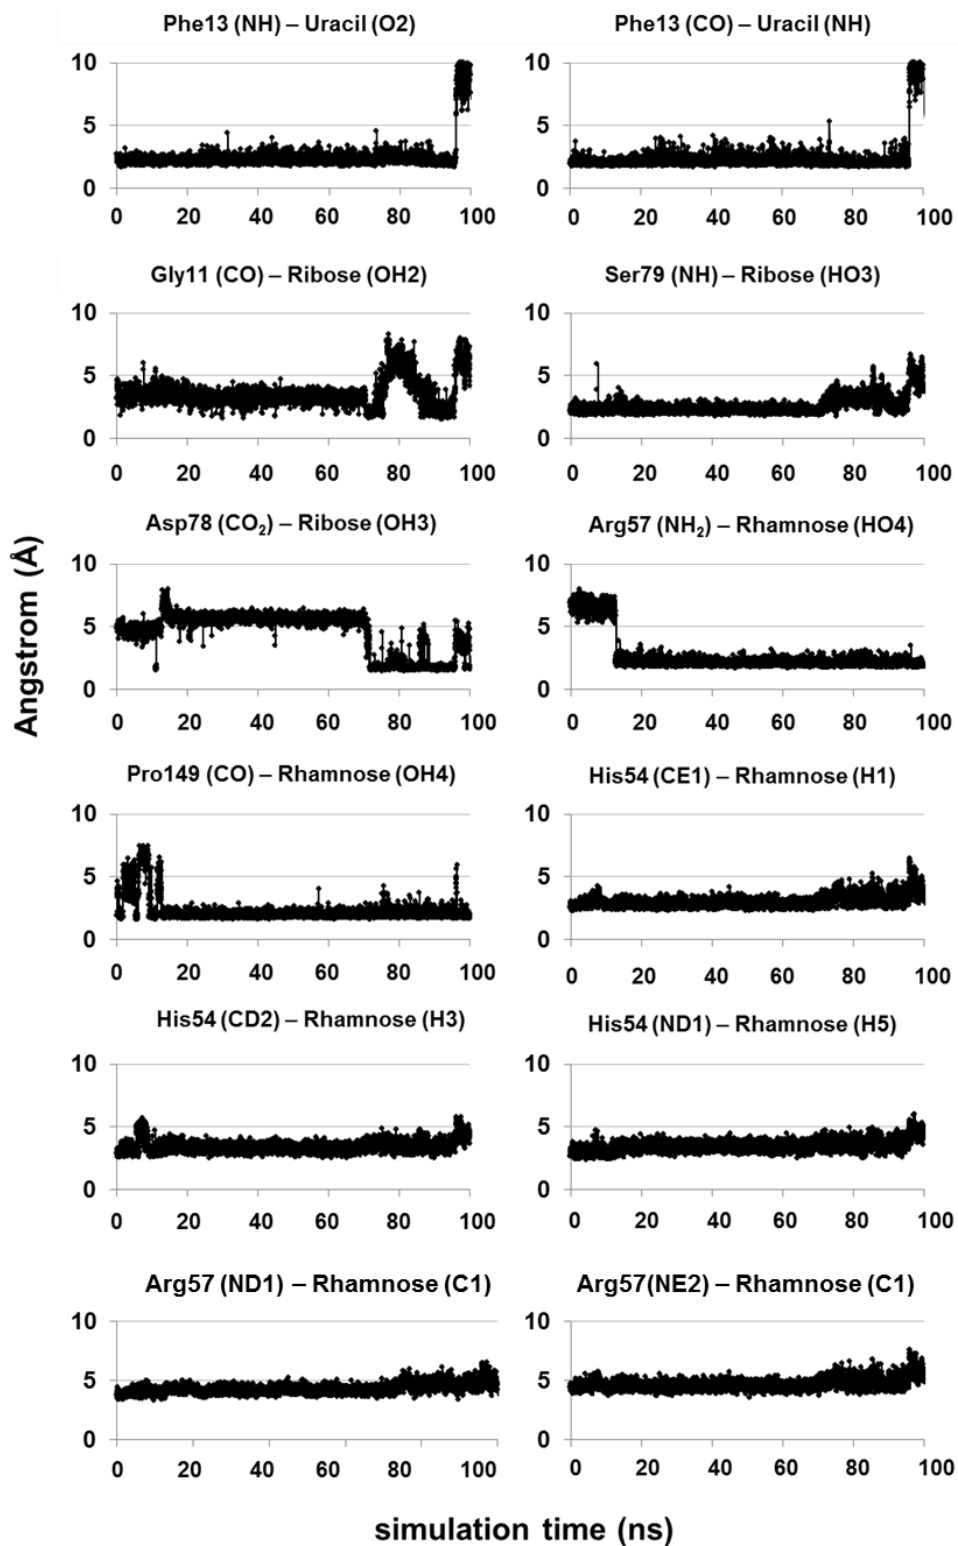 Phe13 (NH) – Uracil (O2)
Phe13 (CO) – Uracil (NH)
10
5
0
0 20 40 60 80 100
10
5
0
0 20 40 60 80 100
Gly11 (CO) – Ribose (OH2)
Ser79 (NH) – Ribose (HO3)
10
5
0
0 20 40 60 80 100
10
5
0
0 20 40 60 80 100
Asp78 (CO₂) – Ribose (OH3)
Arg57 (NH₂) – Rhamnose (HO4)
10
5
0
0 20 40 60 80 100
10
5
0
0 20 40 60 80 100
Angstrom (Å)
Pro149 (CO) – Rhamnose (OH4)
His54 (CE1) – Rhamnose (H1)
10
5
0
0 20 40 60 80 100
10
5
0
0 20 40 60 80 100
His54 (CD2) – Rhamnose (H3)
His54 (ND1) – Rhamnose (H5)
10
5
0
0 20 40 60 80 100
10
5
0
0 20 40 60 80 100
Arg57 (ND1) – Rhamnose (C1)
Arg57(NE2) – Rhamnose (C1)
10
5
0
0 20 40 60 80 100
10
5
0
0 20 40 60 80 100
simulation time (ns)